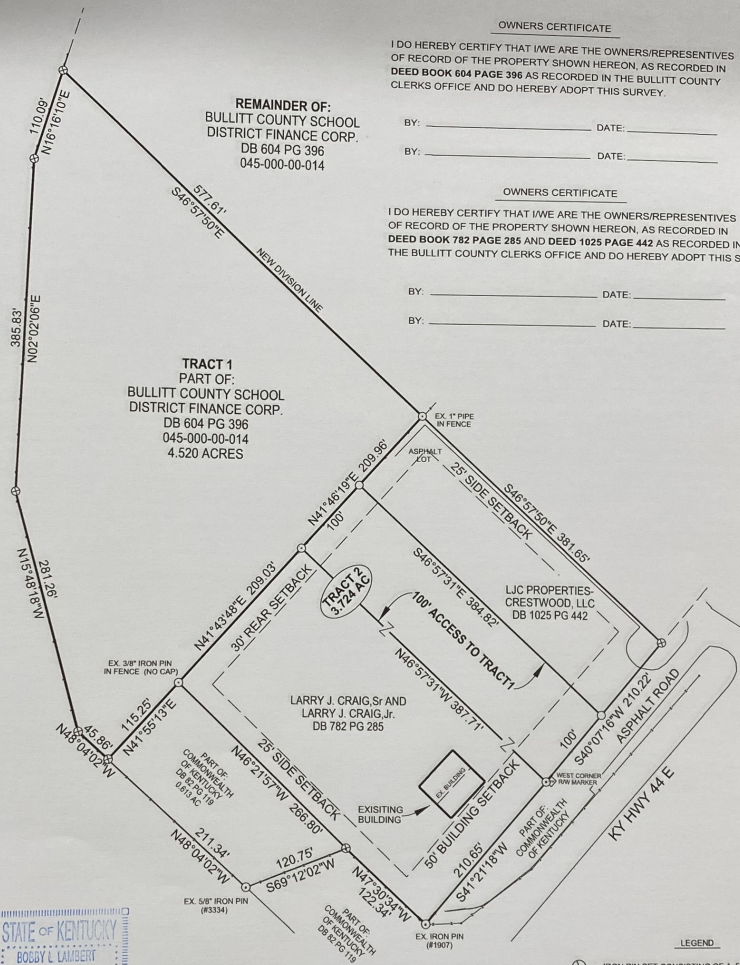 OWNERS CERTIFICATE
I DO HEREBY CERTIFY THAT I/WE ARE THE OWNERS/REPRESENTATIVES
OF RECORD OF THE PROPERTY SHOWN HEREON, AS RECORDED IN
DEED BOOK 604 PAGE 396 AS RECORDED IN THE BULLITT COUNTY
CLERKS OFFICE AND DO HEREBY ADOPT THIS SURVEY.
BY: DATE:
BY: DATE:
OWNERS CERTIFICATE
I DO HEREBY CERTIFY THAT I/WE ARE THE OWNERS/REPRESENTATIVES
OF RECORD OF THE PROPERTY SHOWN HEREON, AS RECORDED IN
DEED BOOK 782 PAGE 285 AND DEED 1025 PAGE 442 AS RECORDED IN
THE BULLITT COUNTY CLERKS OFFICE AND DO HEREBY ADOPT THIS S
BY: DATE:
BY: DATE:
REMAINDER OF:
BULLITT COUNTY SCHOOL
DISTRICT FINANCE CORP.
DB 604 PG 396
045-000-00-014
110.09'
N16°16'10"E
577.61'
S46°57'50"E
NEW DIVISION LINE
385.83'
N02°02'06"E
TRACT 1
PART OF:
BULLITT COUNTY SCHOOL
DISTRICT FINANCE CORP.
DB 604 PG 396
045-000-00-014
4.520 ACRES
EX. 1" PIPE
IN FENCE
ASPHALT
LOT
N41°46'19"E 209.96'
100'
25' SIDE SETBACK
S46°57'50"E 381.65'
S46°57'31"E 384.82'
LJC PROPERTIES-
CRESTWOOD, LLC
DB 1025 PG 442
281.26'
N15°48'18"W
N41°43'48"E 209.03'
30' REAR SETBACK
TRACT 2
3.724 AC
100' ACCESS TO TRACT1
N46°57'31"W 387.71'
EX. 3/8" IRON PIN
IN FENCE (NO CAP)
115.25'
N41°55'13"E
45.86'
N48°04'02"W
LARRY J. CRAIG,Sr AND
LARRY J. CRAIG,Jr.
DB 782 PG 285
S40°07'16"W 210.22'
100'
ASPHALT ROAD
KY HWY 44 E
WEST CORNER
R/W MARKER
PART OF:
COMMONWEALTH
OF KENTUCKY
DB 82 PG 119
0.613 AC
25' SIDE SETBACK
N46°21'57"W 266.80'
EX. BUILDING
EXISITING
BUILDING
50' BUILDING SETBACK
210.65'
S41°21'18"W
PART OF:
COMMONWEALTH
OF KENTUCKY
211.34'
N48°04'02"W
120.75'
S69°12'02"W
N47°30'34"W
122.34'
EX. 5/8" IRON PIN
(#3334)
PART OF:
COMMONWEALTH
OF KENTUCKY
DB 82 PG 119
EX. IRON PIN
(#1907)
STATE OF KENTUCKY
BOBBY L. LAMBERT
LEGEND